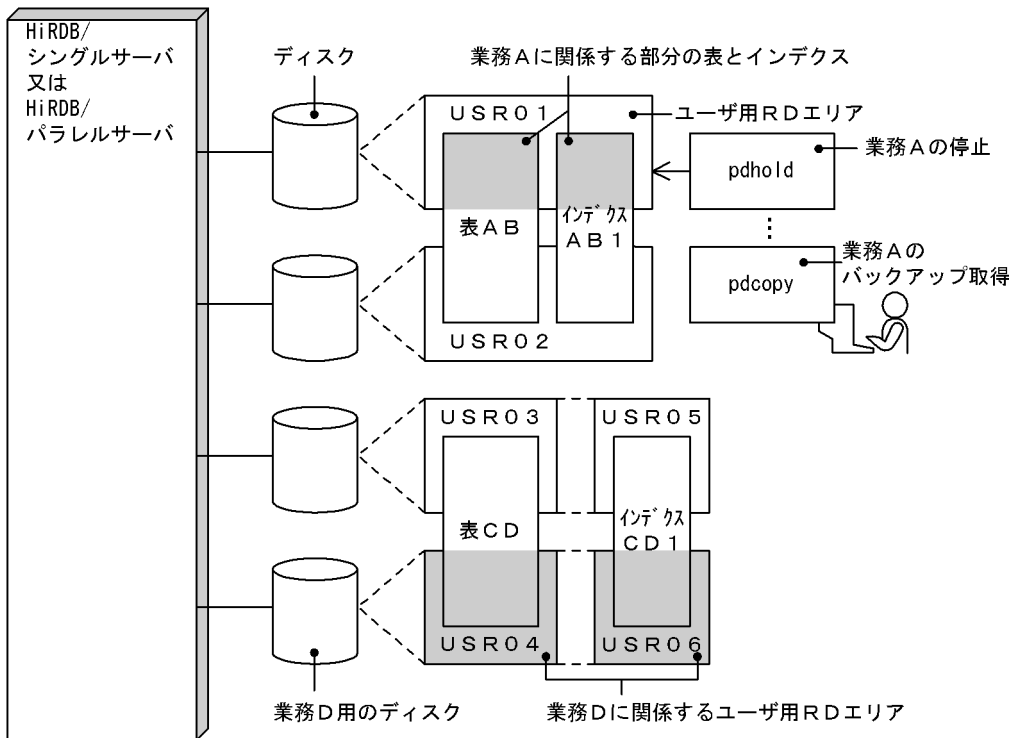 HiRDB/
シングルサーバ
又は
HiRDB/
パラレルサーバ
ディスク
業務Aに関係する部分の表とインデクス
USR01
ユーザ用RDエリア
業務Aの停止
pdhold
表AB
インデクス
AB1
業務Aの
バックアップ取得
pdcopy
USR02
USR03
USR05
表CD
インデクス
CD1
USR04
USR06
業務D用のディスク
業務Dに関係するユーザ用RDエリア